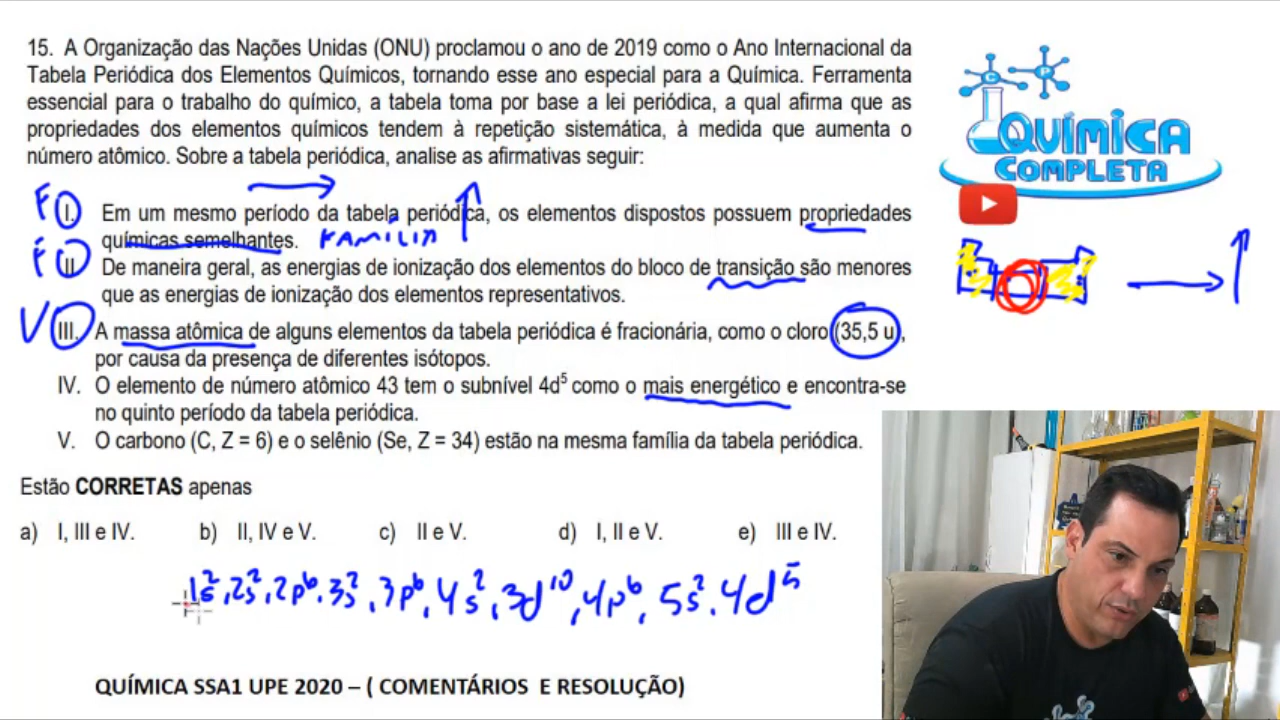 15. A Organização das Nações Unidas (ONU) proclamou o ano de 2019 como o Ano Internacional da
Tabela Periódica dos Elementos Químicos, tornando esse ano especial para a Química. Ferramenta
essencial para o trabalho do químico, a tabela toma por base a lei periódica, a qual afirma que as
propriedades dos elementos químicos tendem à repetição sistemática, à medida que aumenta o
número atômico. Sobre a tabela periódica, analise as afirmativas seguir:
C P
QUÍMICA
COMPLETA
F I. Em um mesmo período da tabela periódica, os elementos dispostos possuem propriedades
químicas semelhantes. FAMÍLIA
F II De maneira geral, as energias de ionização dos elementos do bloco de transição são menores
que as energias de ionização dos elementos representativos.
V III. A massa atômica de alguns elementos da tabela periódica é fracionária, como o cloro (35,5 u),
por causa da presença de diferentes isótopos.
IV. O elemento de número atômico 43 tem o subnível 4d⁵ como o mais energético e encontra-se
no quinto período da tabela periódica.
V. O carbono (C, Z = 6) e o selênio (Se, Z = 34) estão na mesma família da tabela periódica.
Estão CORRETAS apenas
a) I, III e IV. b) II, IV e V. c) II e V. d) I, II e V. e) III e IV.
1s², 2s², 2p⁶, 3s², 3p⁶, 4s², 3d¹⁰, 4p⁶, 5s², 4d⁵
QUÍMICA SSA1 UPE 2020 – ( COMENTÁRIOS E RESOLUÇÃO)